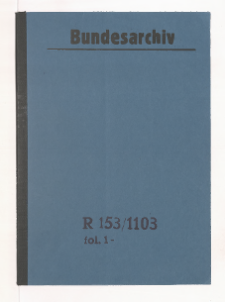 Bundesarchiv
R 153/1103
fol. 1-